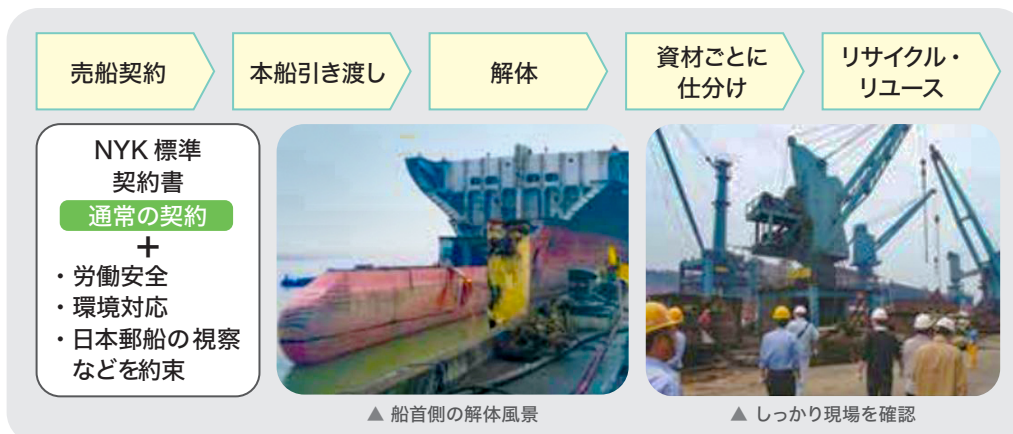 売船契約
本船引き渡し
解体
資材ごとに
仕分け
リサイクル・
リユース
NYK 標準
契約書
通常の契約
+
・労働安全
・環境対応
・日本郵船の視察
などを約束
▲ 船首側の解体風景
▲ しっかり現場を確認